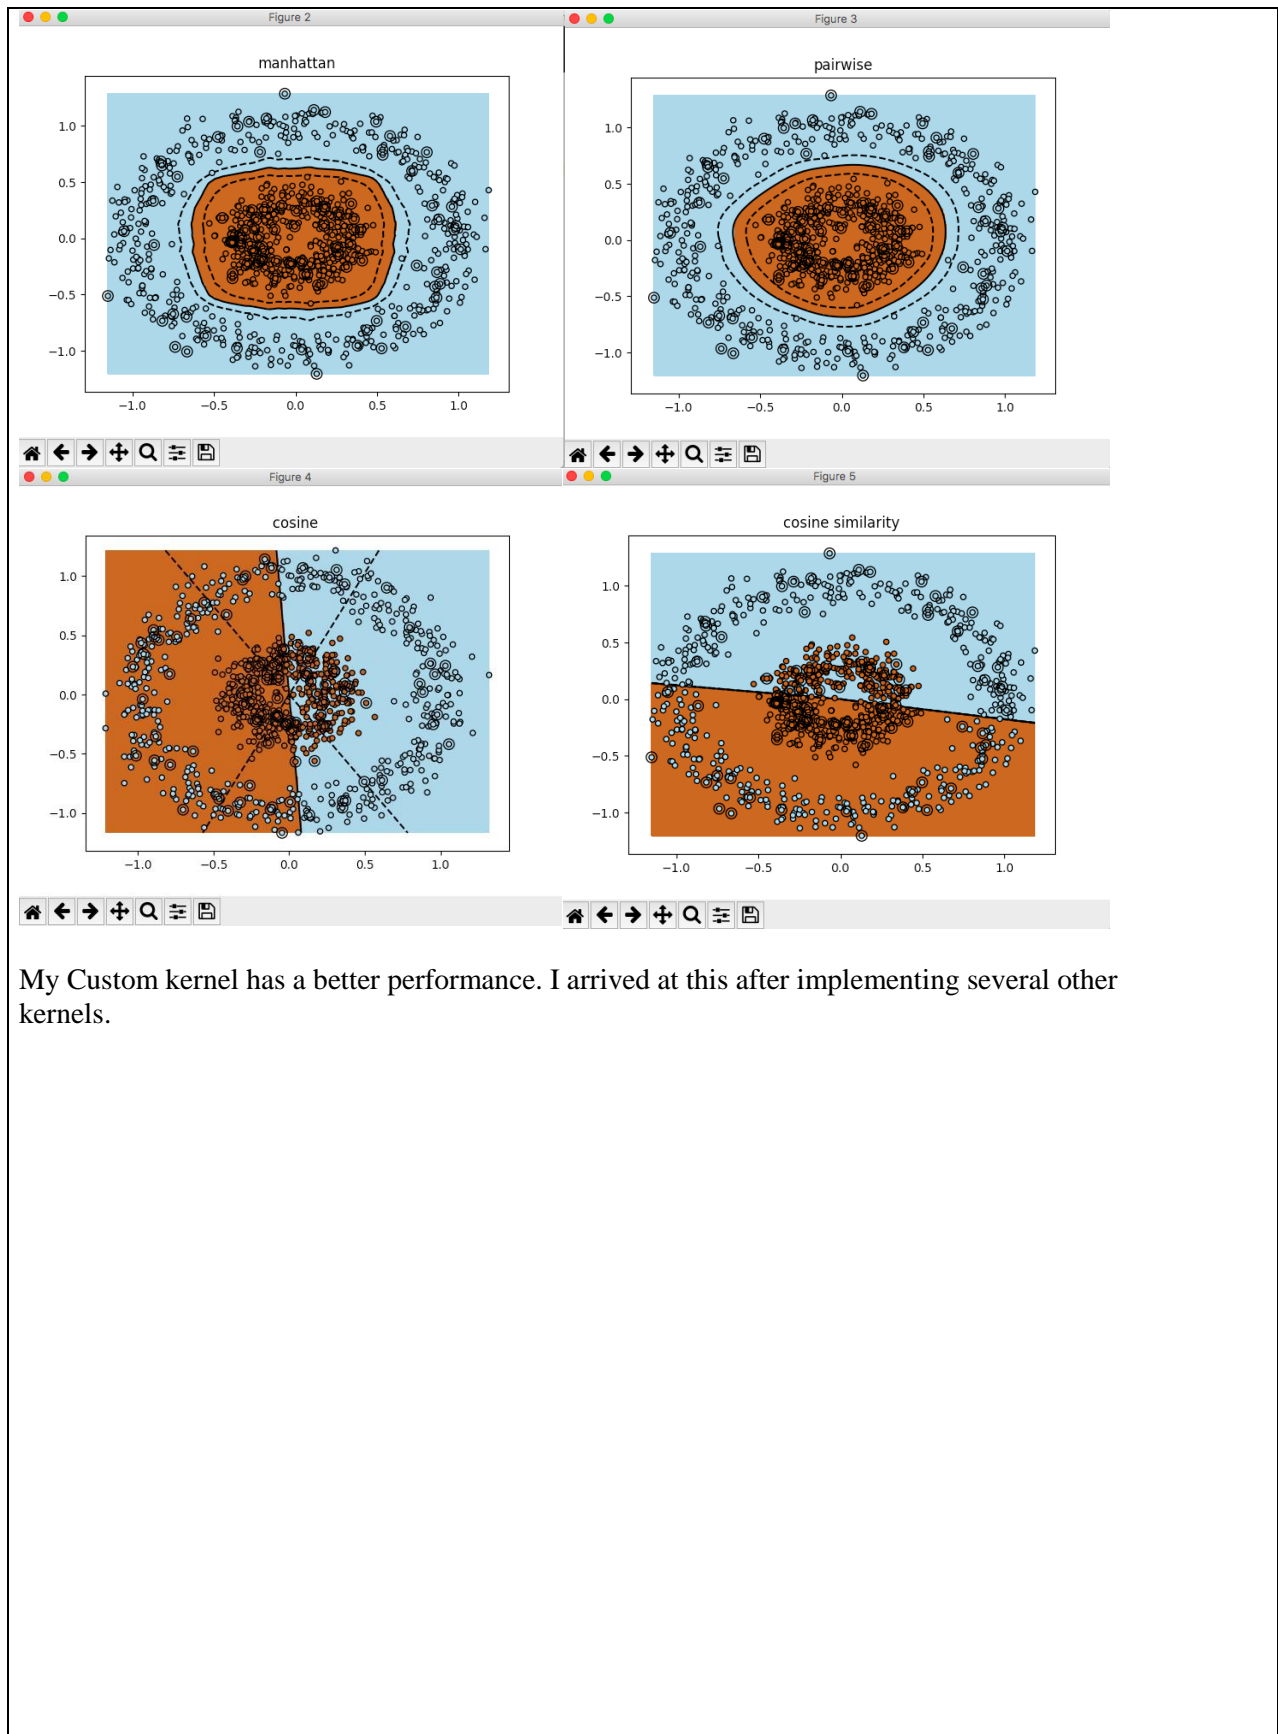 Figure 2
manhattan
1.0
0.5
0.0
−0.5
−1.0
−1.0 −0.5 0.0 0.5 1.0
Figure 3
pairwise
1.0
0.5
0.0
−0.5
−1.0
−1.0 −0.5 0.0 0.5 1.0
Figure 4
cosine
1.0
0.5
0.0
−0.5
−1.0
−1.0 −0.5 0.0 0.5 1.0
Figure 5
cosine similarity
1.0
0.5
0.0
−0.5
−1.0
−1.0 −0.5 0.0 0.5 1.0
My Custom kernel has a better performance. I arrived at this after implementing several other
kernels.